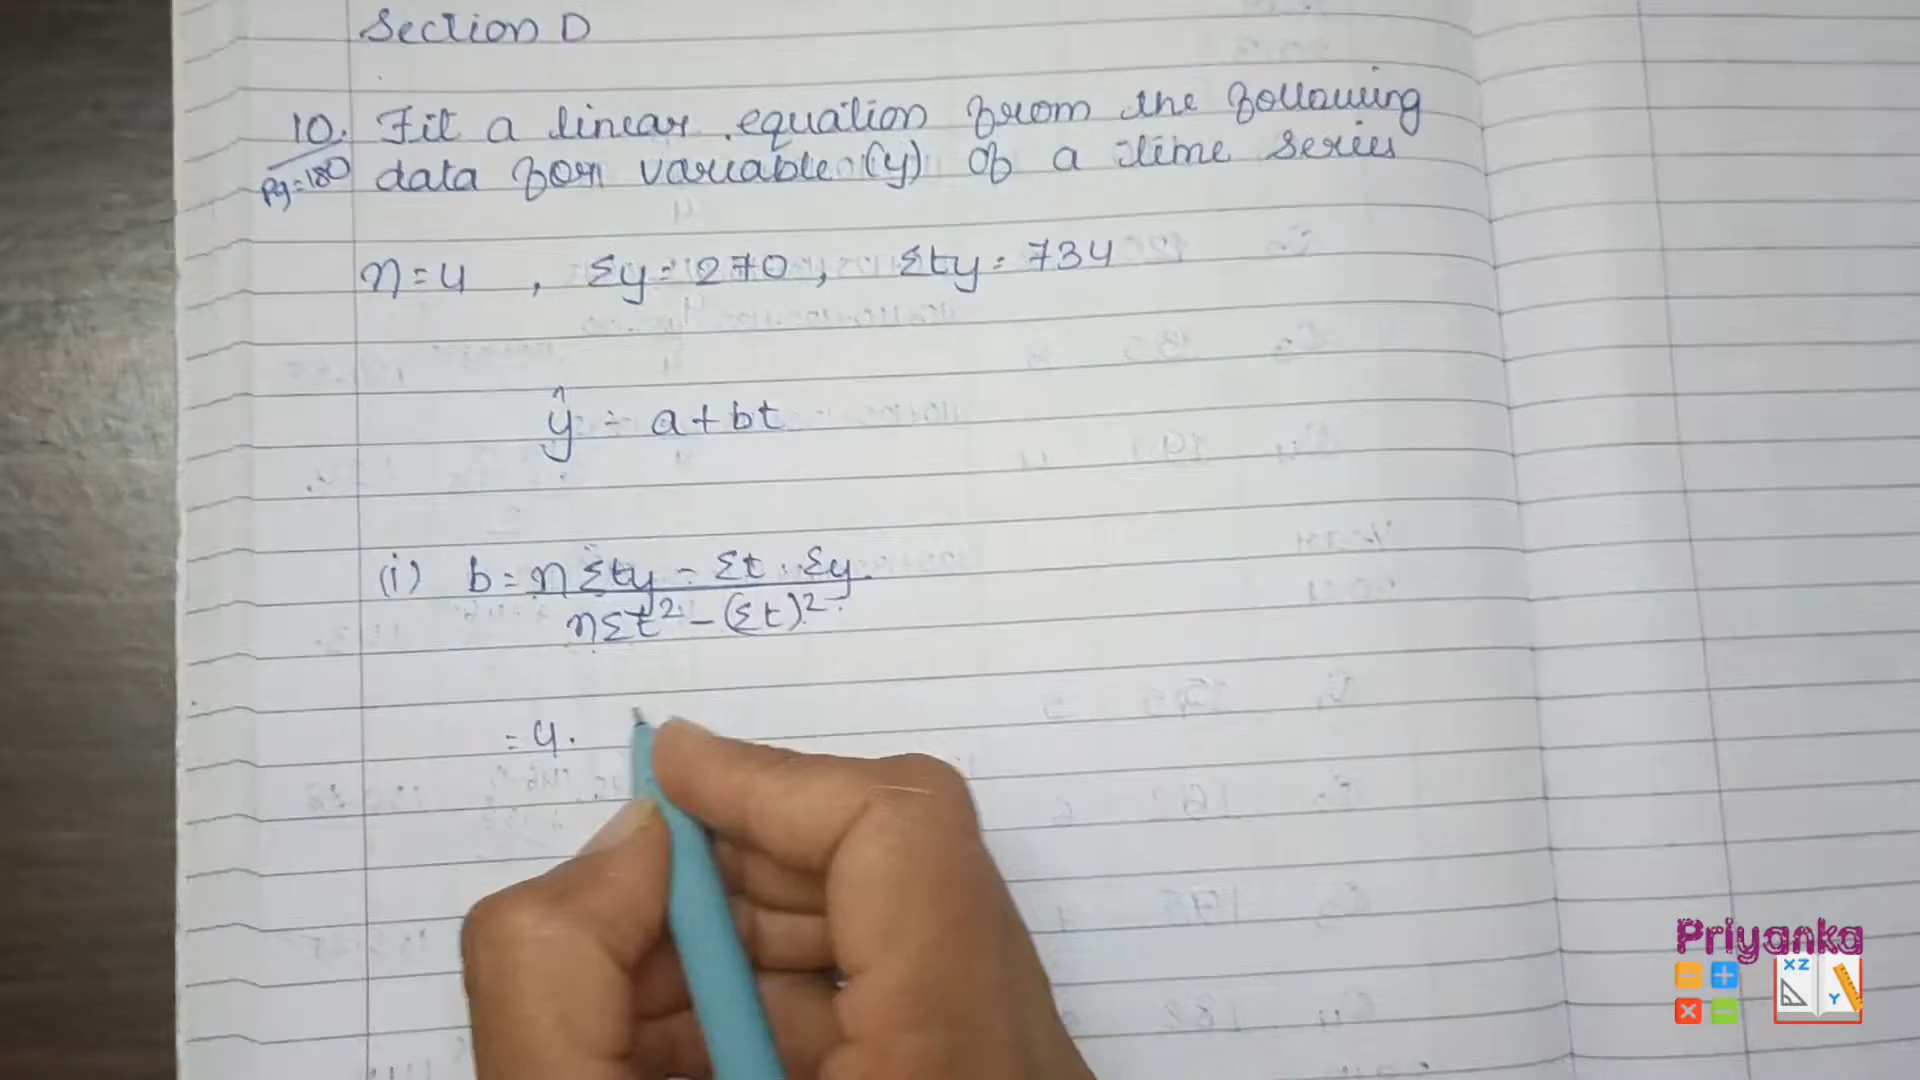 Section D
10. Fit a linear equation from the following
Pg=180 data for variable (y) of a time series
n=4 , Σy=270, Σty=734
ŷ = a+bt
(i) b = nΣty - Σt . Σy
nΣt² - (Σt)²
= 4.
Priyanka
XZ
Y